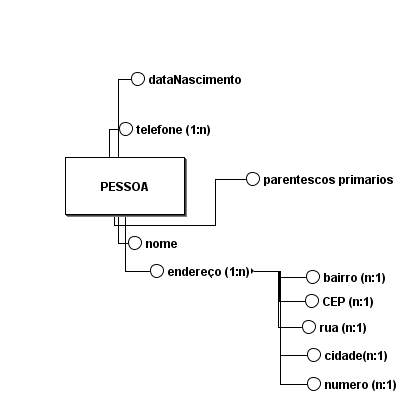 dataNascimento
telefone (1:n)
PESSOA
parentescos primarios
nome
endereço (1:n)
bairro (n:1)
CEP (n:1)
rua (n:1)
cidade(n:1)
numero (n:1)